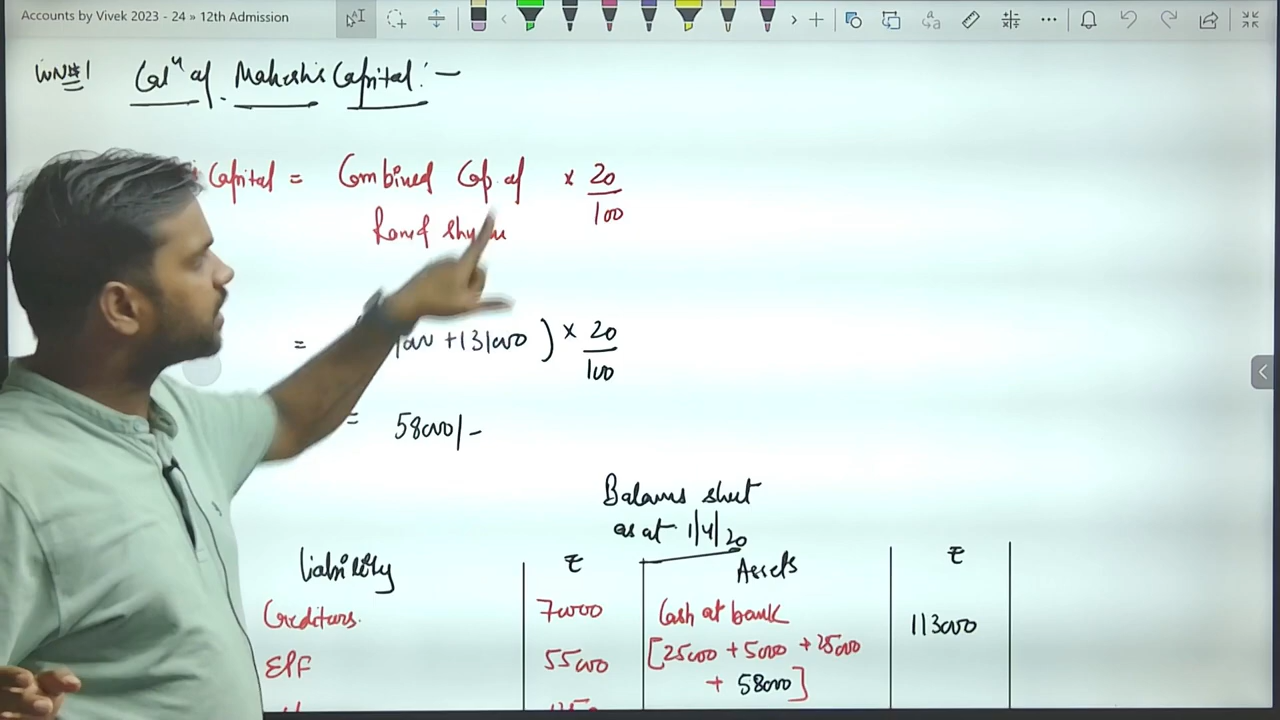 Accounts by Vivek 2023 - 24 » 12th Admission
WN#1 Calⁿ of Mahesh's Capital :-
Capital = Combined Cap. of × 20/100
Ram & Shyam
= 1000 + 131000 ) × 20/100
= 58000/-
Balance sheet
as at 1/4/20
Liability ₹ Assets ₹
Creditors. 70000 Cash at bank 113000
[25000 + 5000 + 25000
EPF 55000
+ 58000]